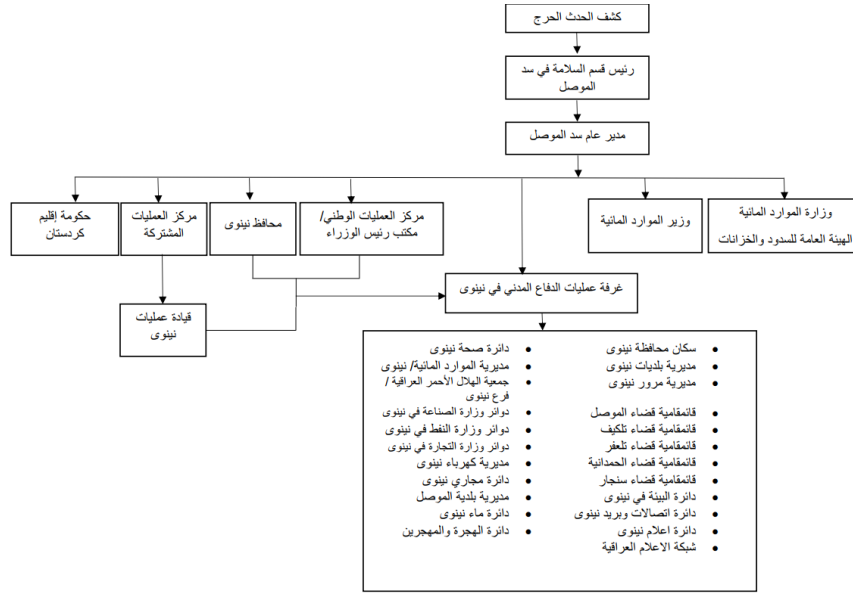 كشف الحدث الحرج
رئيس قسم السلامة في سد
الموصل
مدير عام سد الموصل
وزارة الموارد المائية
الهيئة العامة للسدود والخزانات
وزير الموارد المائية
مركز العمليات الوطني/
مكتب رئيس الوزراء
محافظ نينوى
مركز العمليات
المشتركة
حكومة إقليم
كردستان
غرفة عمليات الدفاع المدني في نينوى
قيادة عمليات
نينوى
• سكان محافظة نينوى
• مديرية بلديات نينوى
• مديرية مرور نينوى
• قائمقامية قضاء الموصل
• قائمقامية قضاء تلكيف
• قائمقامية قضاء تلعفر
• قائمقامية قضاء الحمدانية
• قائمقامية قضاء سنجار
• دائرة البيئة في نينوى
• دائرة اتصالات وبريد نينوى
• دائرة اعلام نينوى
• شبكة الاعلام العراقية
• دائرة صحة نينوى
• مديرية الموارد المائية/ نينوى
• جمعية الهلال الأحمر العراقية /
فرع نينوى
• دوائر وزارة الصناعة في نينوى
• دوائر وزارة النفط في نينوى
• دوائر وزارة التجارة في نينوى
• مديرية كهرباء نينوى
• دائرة مجاري نينوى
• مديرية بلدية الموصل
• دائرة ماء نينوى
• دائرة الهجرة والمهجرين